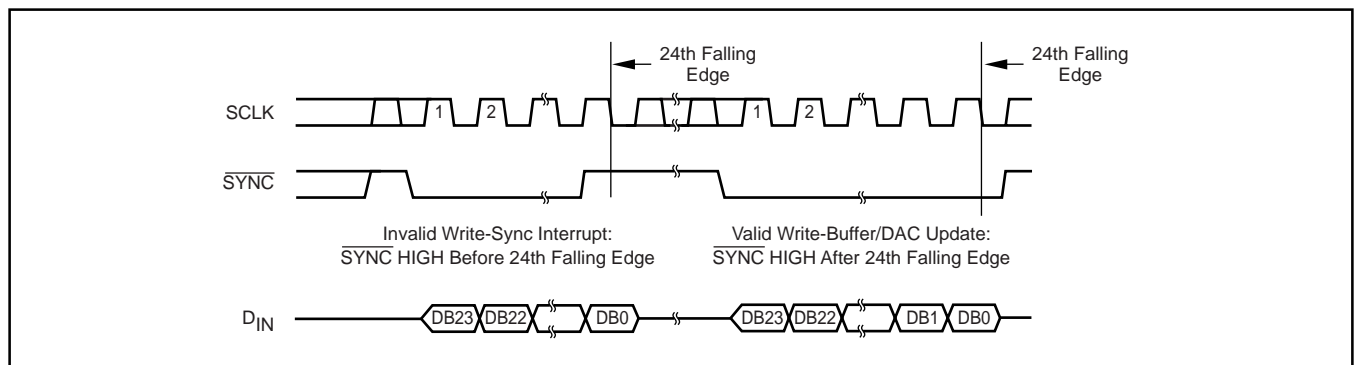 24th Falling
Edge
24th Falling
Edge
SCLK
1
2
1
2
SYNC
Invalid Write-Sync Interrupt:
SYNC HIGH Before 24th Falling Edge
Valid Write-Buffer/DAC Update:
SYNC HIGH After 24th Falling Edge
DIN
DB23
DB22
DB0
DB23
DB22
DB1
DB0